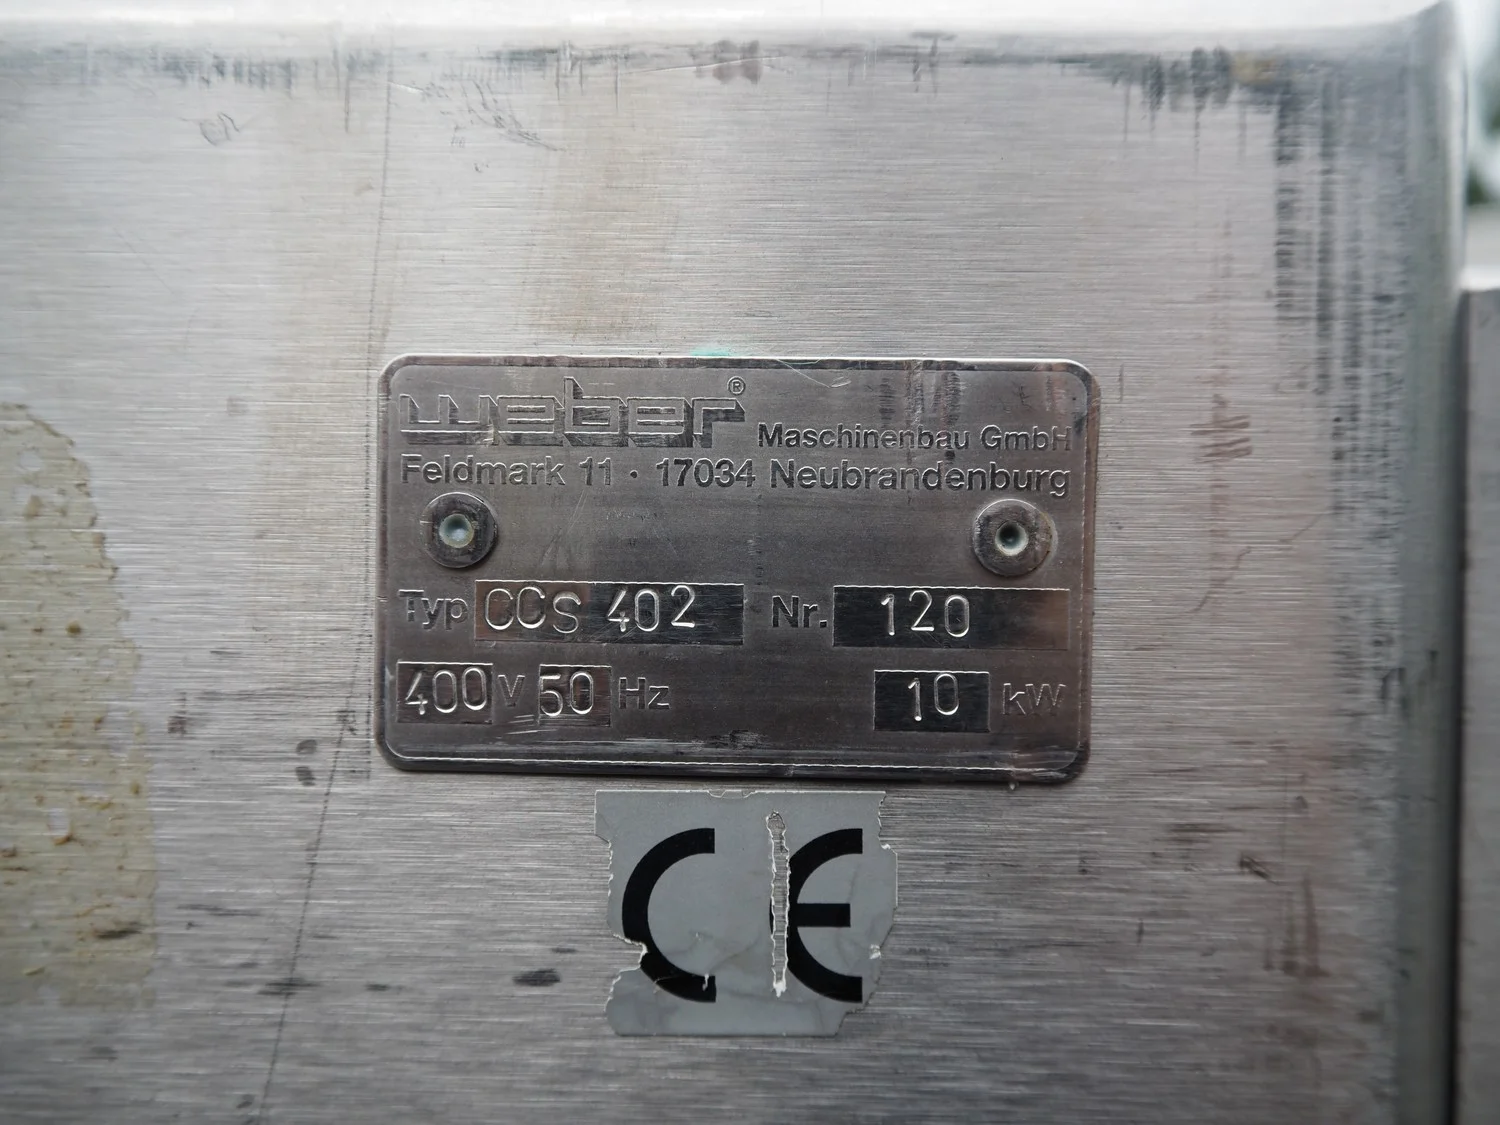 weber® Maschinenbau GmbH
Feldmark 11 · 17034 Neubrandenburg
Typ CCS 402 Nr. 120
400 V 50 Hz 10 kW
CE